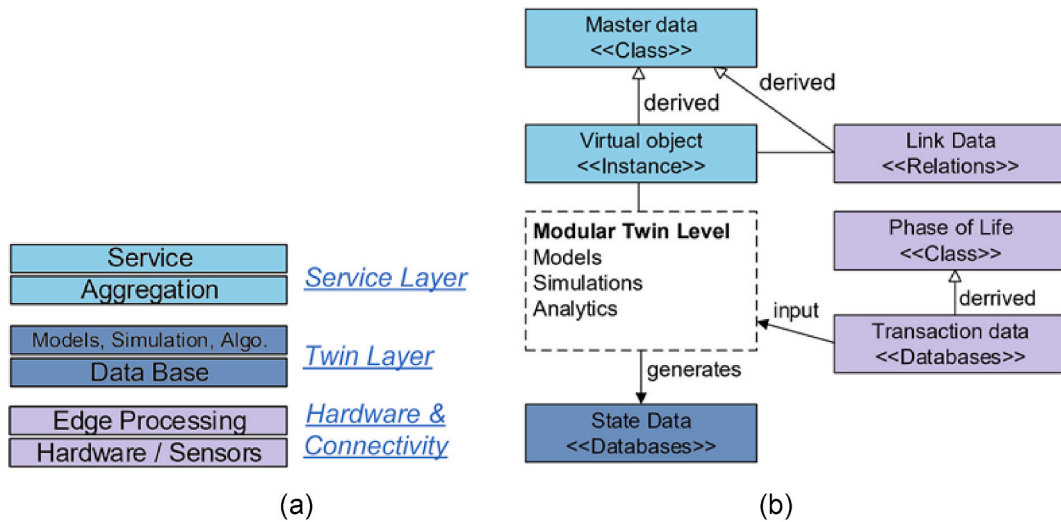 Service
Aggregation
Service Layer
Models, Simulation, Algo.
Data Base
Twin Layer
Edge Processing
Hardware / Sensors
Hardware &
Connectivity
(a)
Master data
<<Class>>
derived
derived
Virtual object
<<Instance>>
Link Data
<<Relations>>
Modular Twin Level
Models
Simulations
Analytics
Phase of Life
<<Class>>
derrived
input
Transaction data
<<Databases>>
generates
State Data
<<Databases>>
(b)